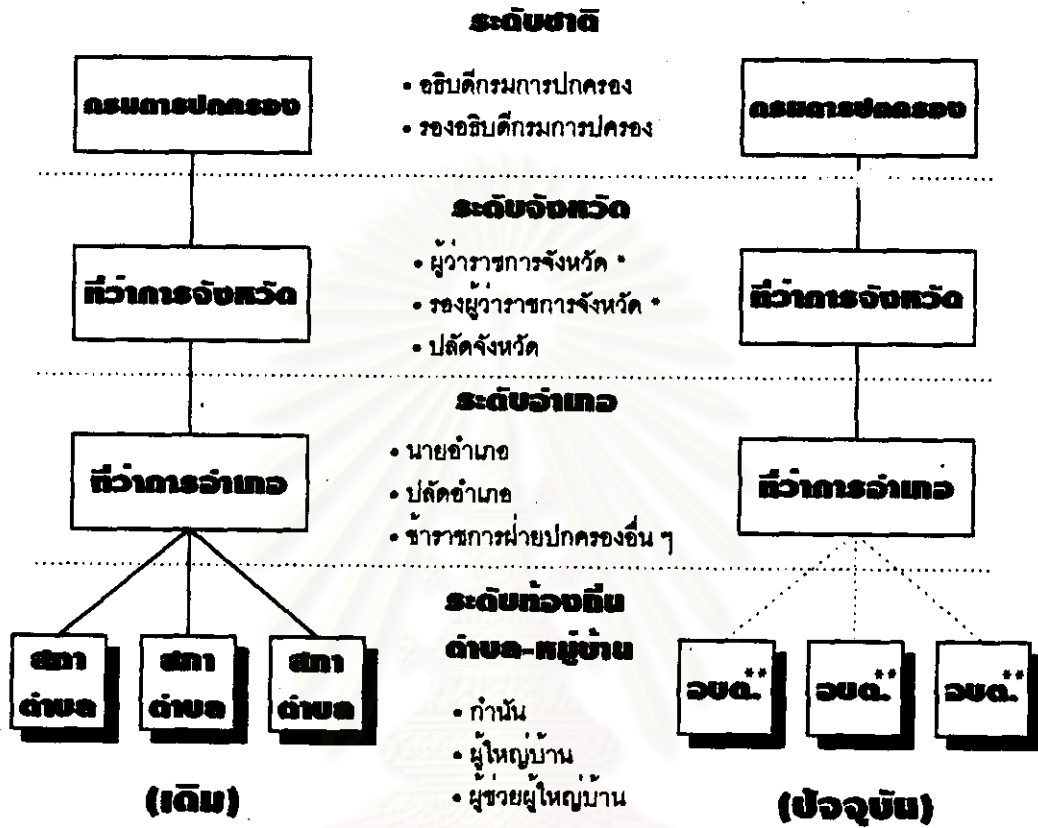 ระดับชาติ
กรมการปกครอง
• อธิบดีกรมการปกครอง
• รองอธิบดีกรมการปครอง
กรมการปกครอง
ระดับจังหวัด
ที่ว่าการจังหวัด
• ผู้ว่าราชการจังหวัด *
• รองผู้ว่าราชการจังหวัด *
• ปลัดจังหวัด
ที่ว่าการจังหวัด
ระดับอำเภอ
ที่ว่าการอำเภอ
• นายอำเภอ
• ปลัดอำเภอ
• ข้าราชการฝ่ายปกครองอื่น ๆ
ที่ว่าการอำเภอ
ระดับท้องถิ่น
ตำบล-หมู่บ้าน
สภา
ตำบล
สภา
ตำบล
สภา
ตำบล
• กำนัน
• ผู้ใหญ่บ้าน
• ผู้ช่วยผู้ใหญ่บ้าน
อบต.**
อบต.**
อบต.**
(เดิม)
(ปัจจุบัน)